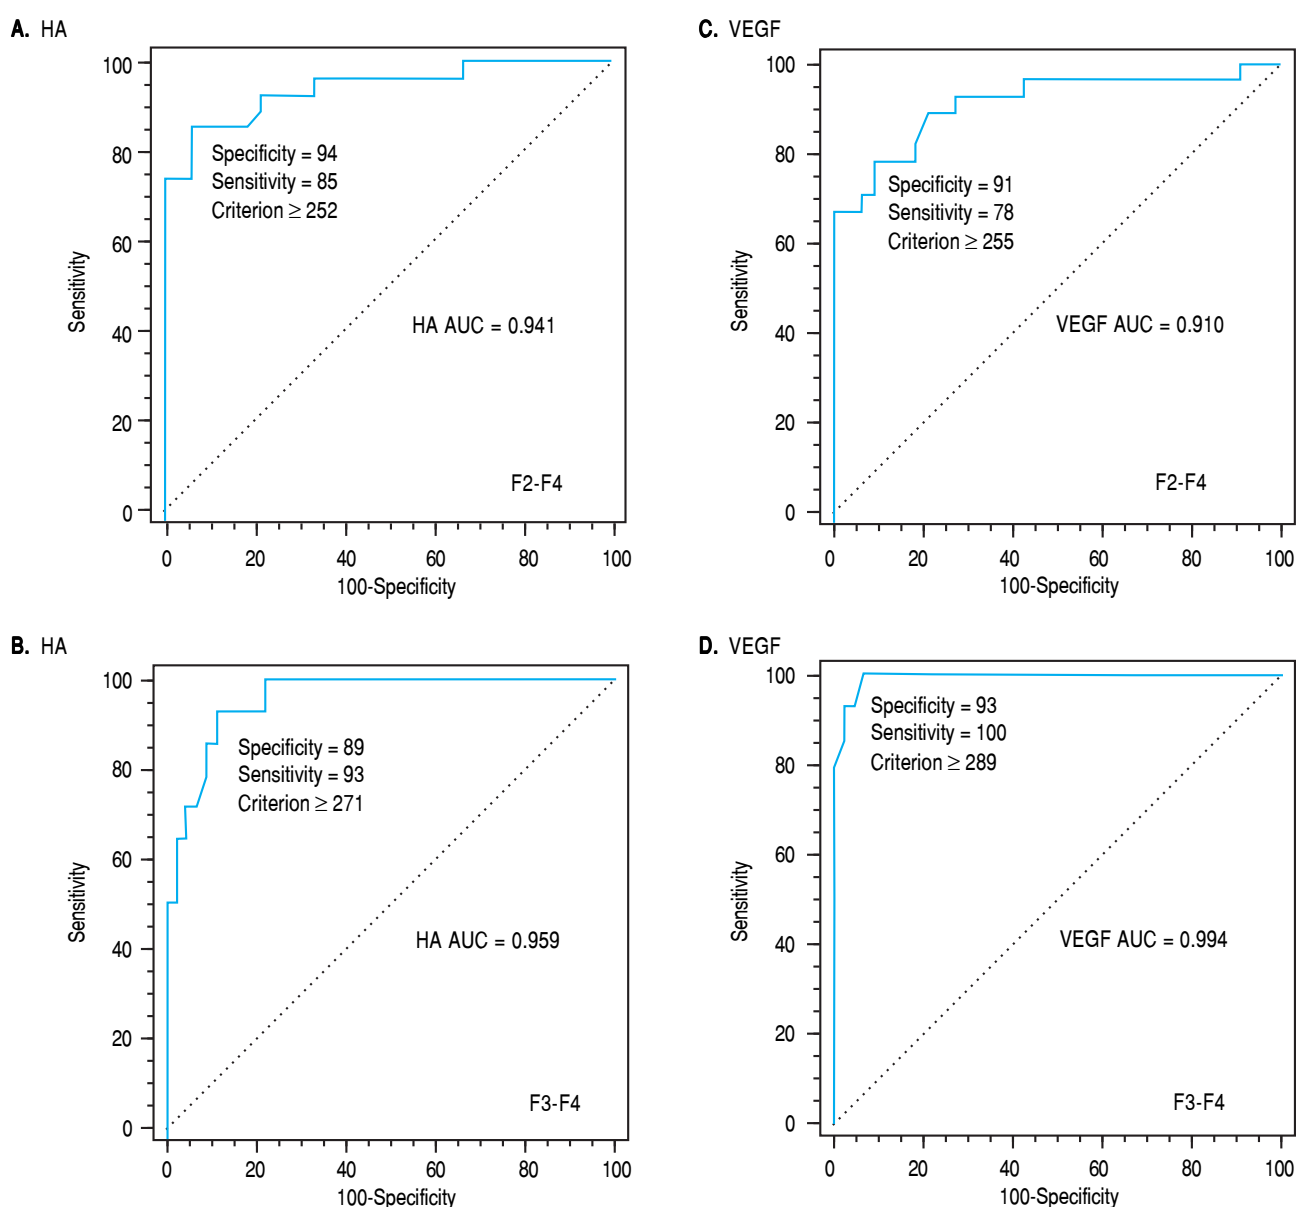 A. HA
100
80
60
40
20
0
Sensitivity
Specificity = 94
Sensitivity = 85
Criterion ≥ 252
HA AUC = 0.941
F2-F4
0 20 40 60 80 100
100-Specificity
C. VEGF
100
80
60
40
20
0
Sensitivity
Specificity = 91
Sensitivity = 78
Criterion ≥ 255
VEGF AUC = 0.910
F2-F4
0 20 40 60 80 100
100-Specificity
B. HA
100
80
60
40
20
0
Sensitivity
Specificity = 89
Sensitivity = 93
Criterion ≥ 271
HA AUC = 0.959
F3-F4
0 20 40 60 80 100
100-Specificity
D. VEGF
100
80
60
40
20
0
Sensitivity
Specificity = 93
Sensitivity = 100
Criterion ≥ 289
VEGF AUC = 0.994
F3-F4
0 20 40 60 80 100
100-Specificity